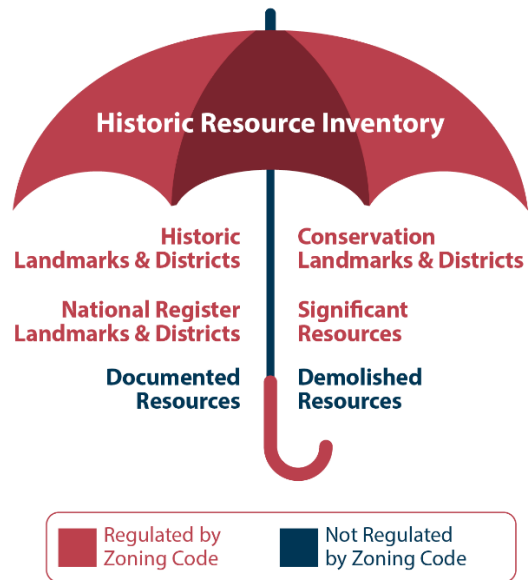 Historic Resource Inventory
Historic
Landmarks & Districts
Conservation
Landmarks & Districts
National Register
Landmarks & Districts
Significant
Resources
Documented
Resources
Demolished
Resources
Regulated by
Zoning Code
Not Regulated
by Zoning Code